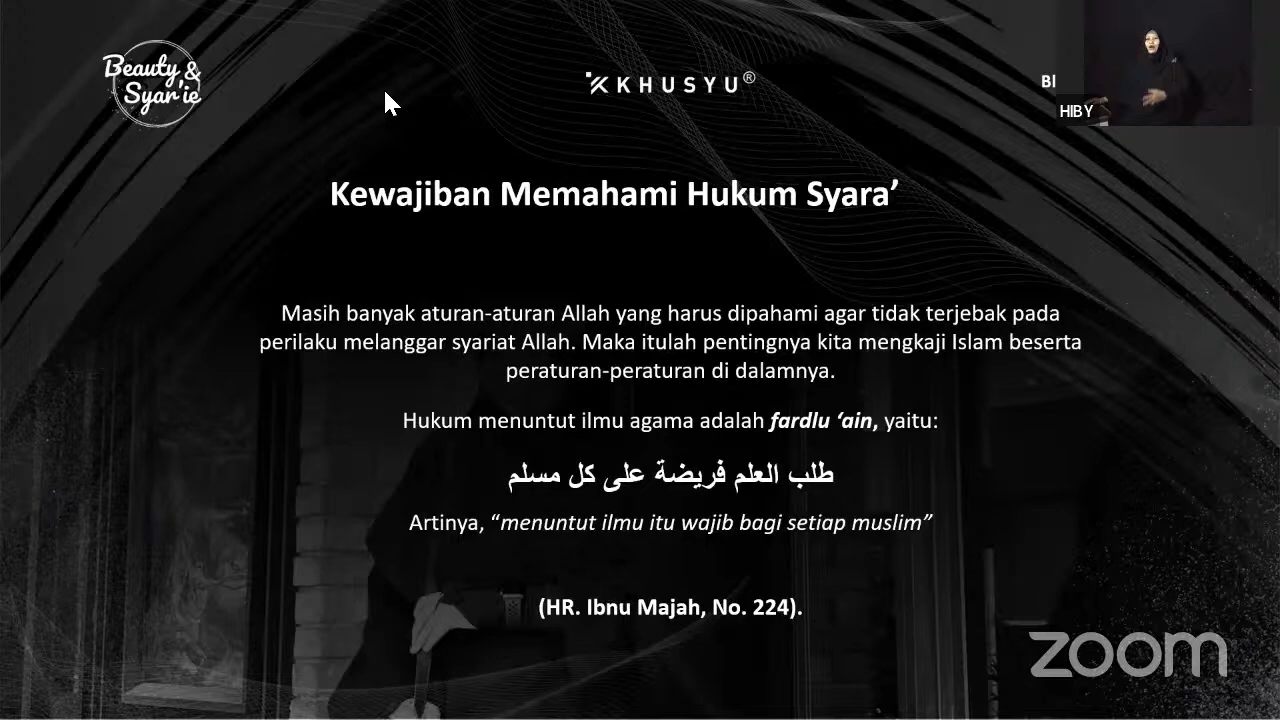 Beauty &
Syar'ie
KHUSYU®
BI
HIBY
Kewajiban Memahami Hukum Syara’
Masih banyak aturan-aturan Allah yang harus dipahami agar tidak terjebak pada
perilaku melanggar syariat Allah. Maka itulah pentingnya kita mengkaji Islam beserta
peraturan-peraturan di dalamnya.
Hukum menuntut ilmu agama adalah fardlu ‘ain, yaitu:
طلب العلم فريضة على كل مسلم
Artinya, “menuntut ilmu itu wajib bagi setiap muslim”
(HR. Ibnu Majah, No. 224).
zoom